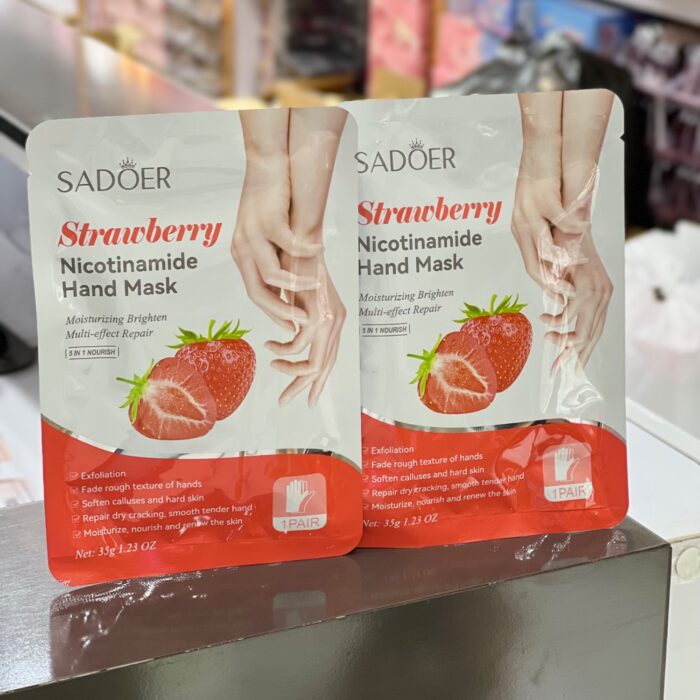 SADOER
Strawberry
Nicotinamide
Hand Mask
Moisturizing Brighten
Multi-effect Repair
5 IN 1 NOURISH
Exfoliation
Fade rough texture of hands
Soften calluses and hard skin
Repair dry cracking, smooth tender hand
Moisturize, nourish and renew the skin
1 PAIR
Net: 35g 1.23 OZ
SADOER
Strawberry
Nicotinamide
Hand Mask
Moisturizing Brighten
Multi-effect Repair
5 IN 1 NOURISH
Exfoliation
Fade rough texture of hands
Soften calluses and hard skin
Repair dry cracking, smooth tender hand
Moisturize, nourish and renew the skin
1 PAIR
Net: 35g 1.23 OZ